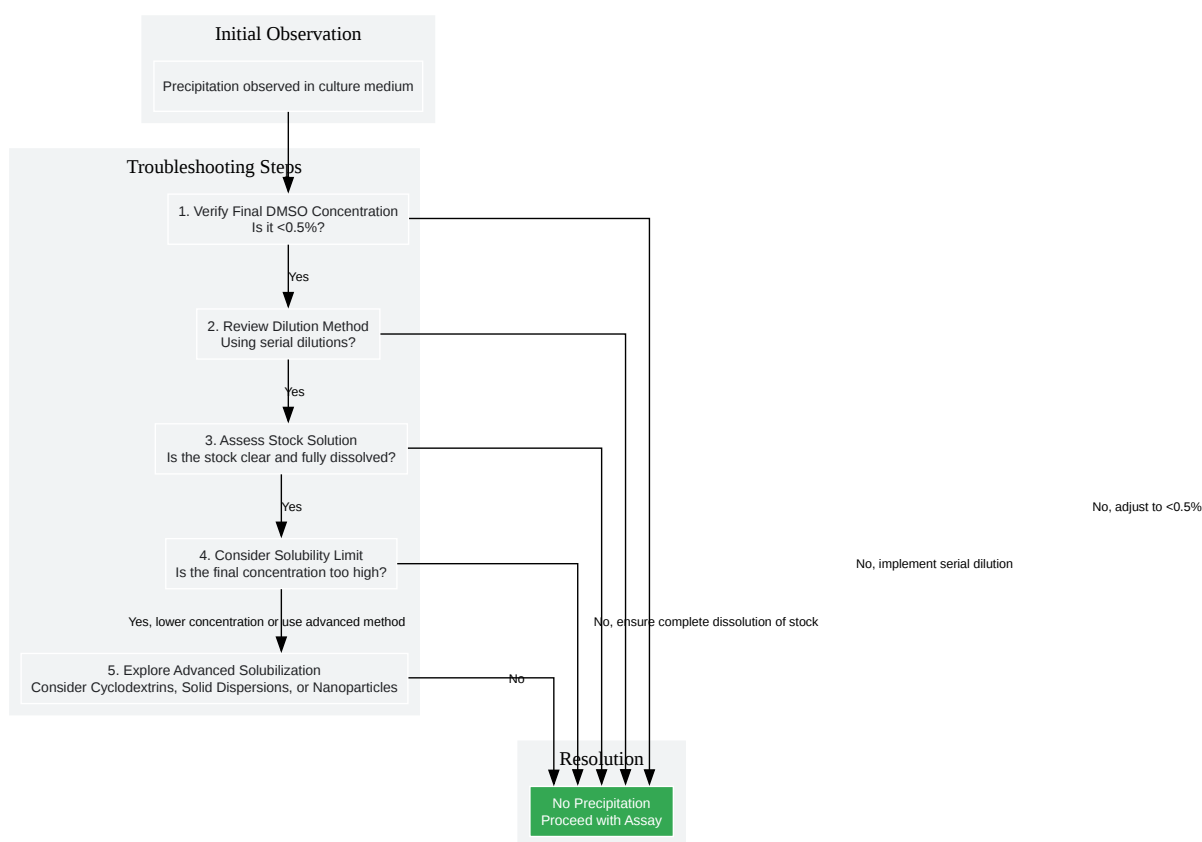 Initial Observation
Precipitation observed in culture medium
Troubleshooting Steps
1. Verify Final DMSO Concentration
Is it <0.5%?
Yes
2. Review Dilution Method
Using serial dilutions?
Yes
3. Assess Stock Solution
Is the stock clear and fully dissolved?
Yes
No, adjust to <0.5%
4. Consider Solubility Limit
Is the final concentration too high?
No, implement serial dilution
Yes, lower concentration or use advanced method
No, ensure complete dissolution of stock
5. Explore Advanced Solubilization
Consider Cyclodextrins, Solid Dispersions, or Nanoparticles
No
Resolution
No Precipitation
Proceed with Assay